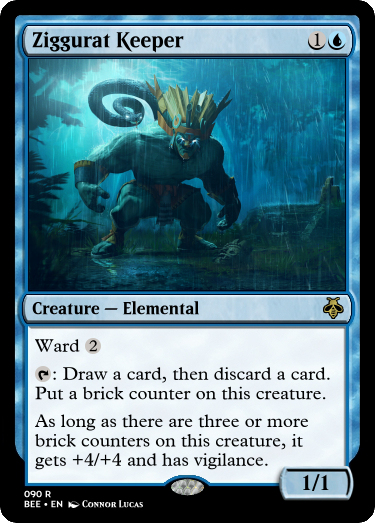 Ziggurat Keeper 1
Creature — Elemental
Ward 2
: Draw a card, then discard a card.
Put a brick counter on this creature.
As long as there are three or more
brick counters on this creature, it
gets +4/+4 and has vigilance.
1/1
090 R
BEE • EN Connor Lucas